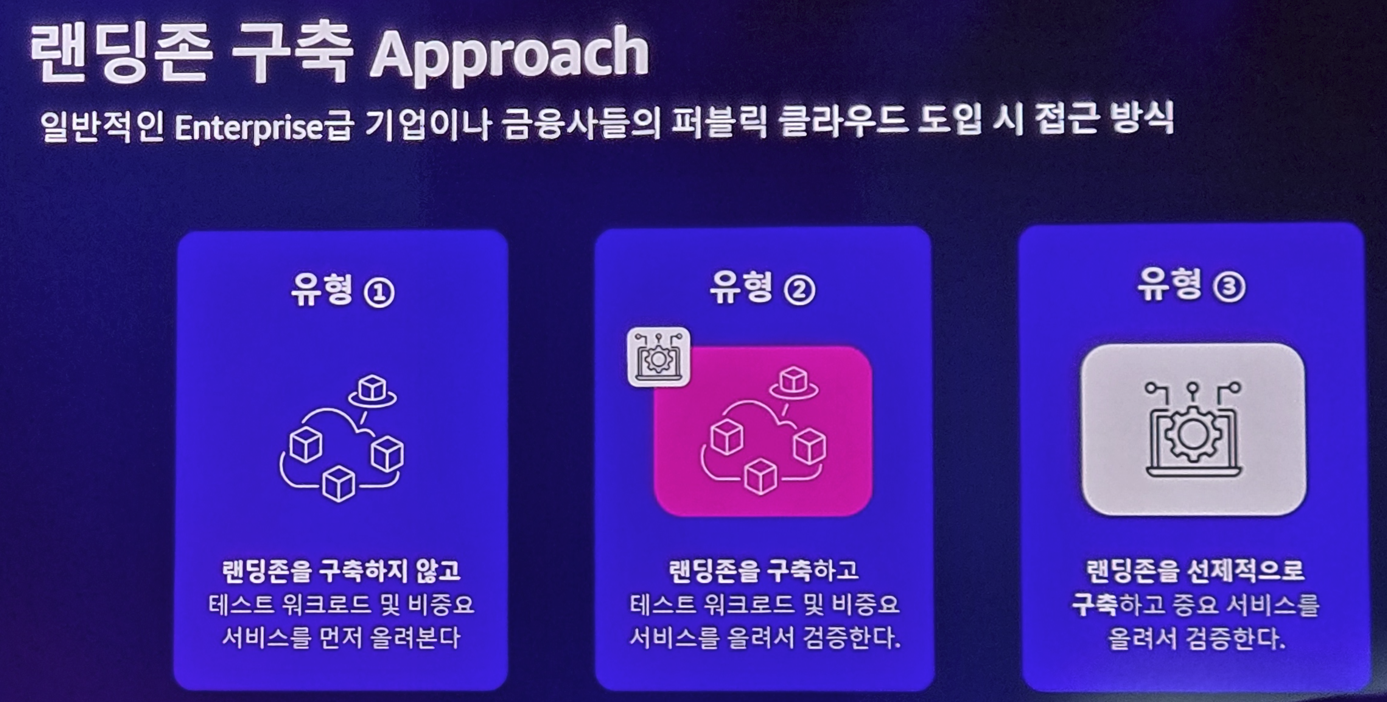 랜딩존 구축 Approach
일반적인 Enterprise급 기업이나 금융사들의 퍼블릭 클라우드 도입 시 접근 방식
유형 ①
랜딩존을 구축하지 않고
테스트 워크로드 및 비중요
서비스를 먼저 올려본다
유형 ②
랜딩존을 구축하고
테스트 워크로드 및 비중요
서비스를 올려서 검증한다.
유형 ③
랜딩존을 선제적으로
구축하고 중요 서비스를
올려서 검증한다.